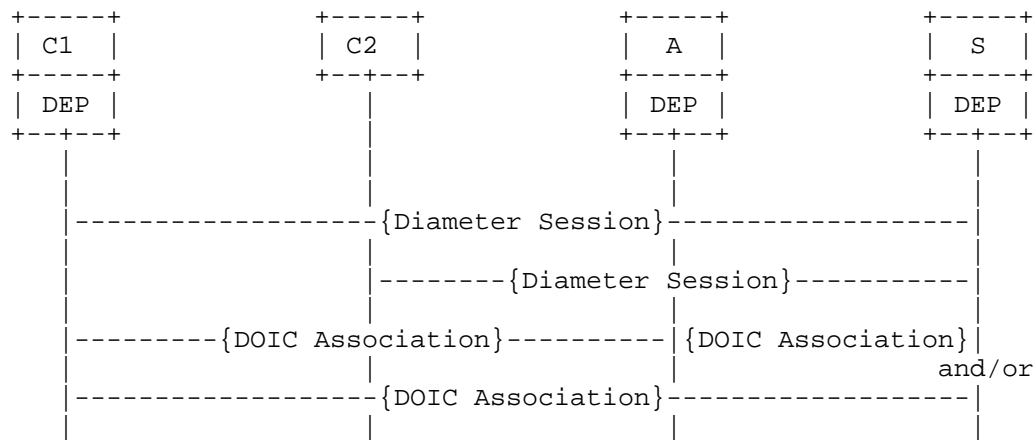 C1 C2 A S
DEP DEP DEP
{Diameter Session}
{Diameter Session}
{DOIC Association} {DOIC Association}
and/or
{DOIC Association}